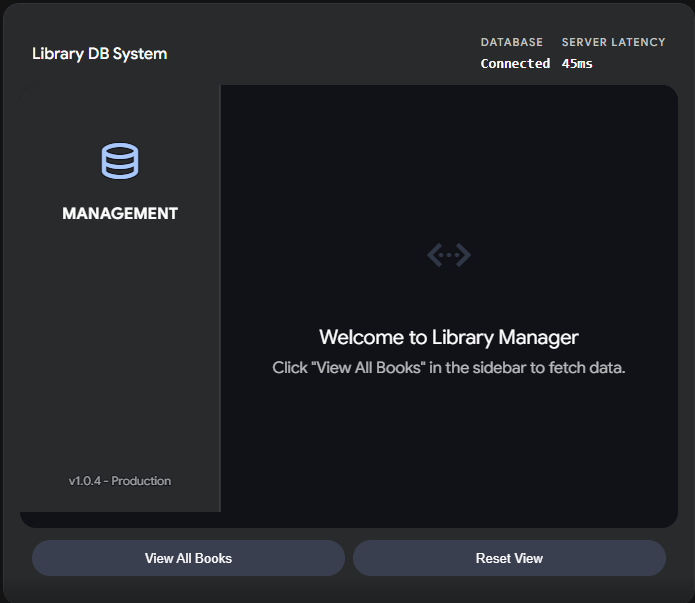 Library DB System
DATABASE SERVER LATENCY
Connected 45ms
MANAGEMENT
Welcome to Library Manager
Click "View All Books" in the sidebar to fetch data.
v1.0.4 - Production
View All Books
Reset View